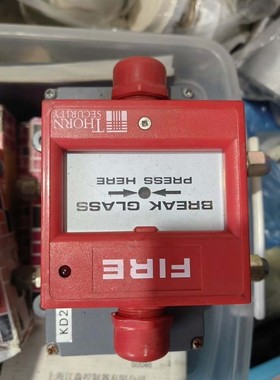 THORN
SECURITY
BREAK GLASS
PRESS HERE
FIRE
KD2